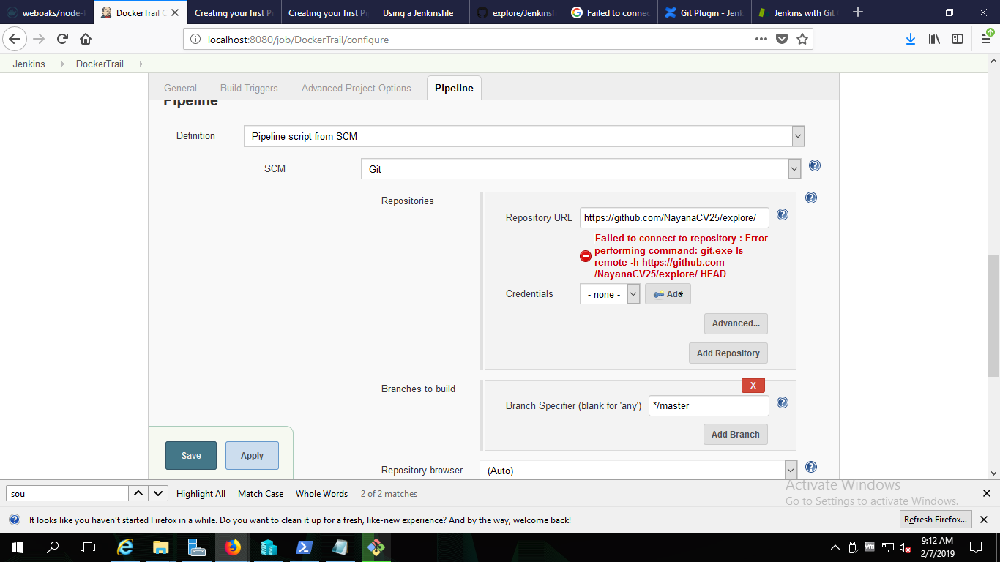 weboaks/node-
DockerTrail C
Creating your first Pi
Creating your first Pi
Using a Jenkinsfile
explore/Jenkinsf
Failed to connec
Git Plugin - Jenk
Jenkins with Git
localhost:8080/job/DockerTrail/configure
Jenkins
DockerTrail
General
Build Triggers
Advanced Project Options
Pipeline
Pipeline
Definition
Pipeline script from SCM
SCM
Git
Repositories
Repository URL
https://github.com/NayanaCV25/explore/
Failed to connect to repository : Error
performing command: git.exe ls-
remote -h https://github.com
/NayanaCV25/explore/ HEAD
Credentials
- none -
Add
Advanced...
Add Repository
Branches to build
X
Branch Specifier (blank for 'any')
*/master
Add Branch
Save
Apply
Repository browser
(Auto)
Activate Windows
Go to Settings to activate Windows.
sou
Highlight All
Match Case
Whole Words
2 of 2 matches
It looks like you haven't started Firefox in a while. Do you want to clean it up for a fresh, like-new experience? And by the way, welcome back!
Refresh Firefox...
vm
9:12 AM
2/7/2019